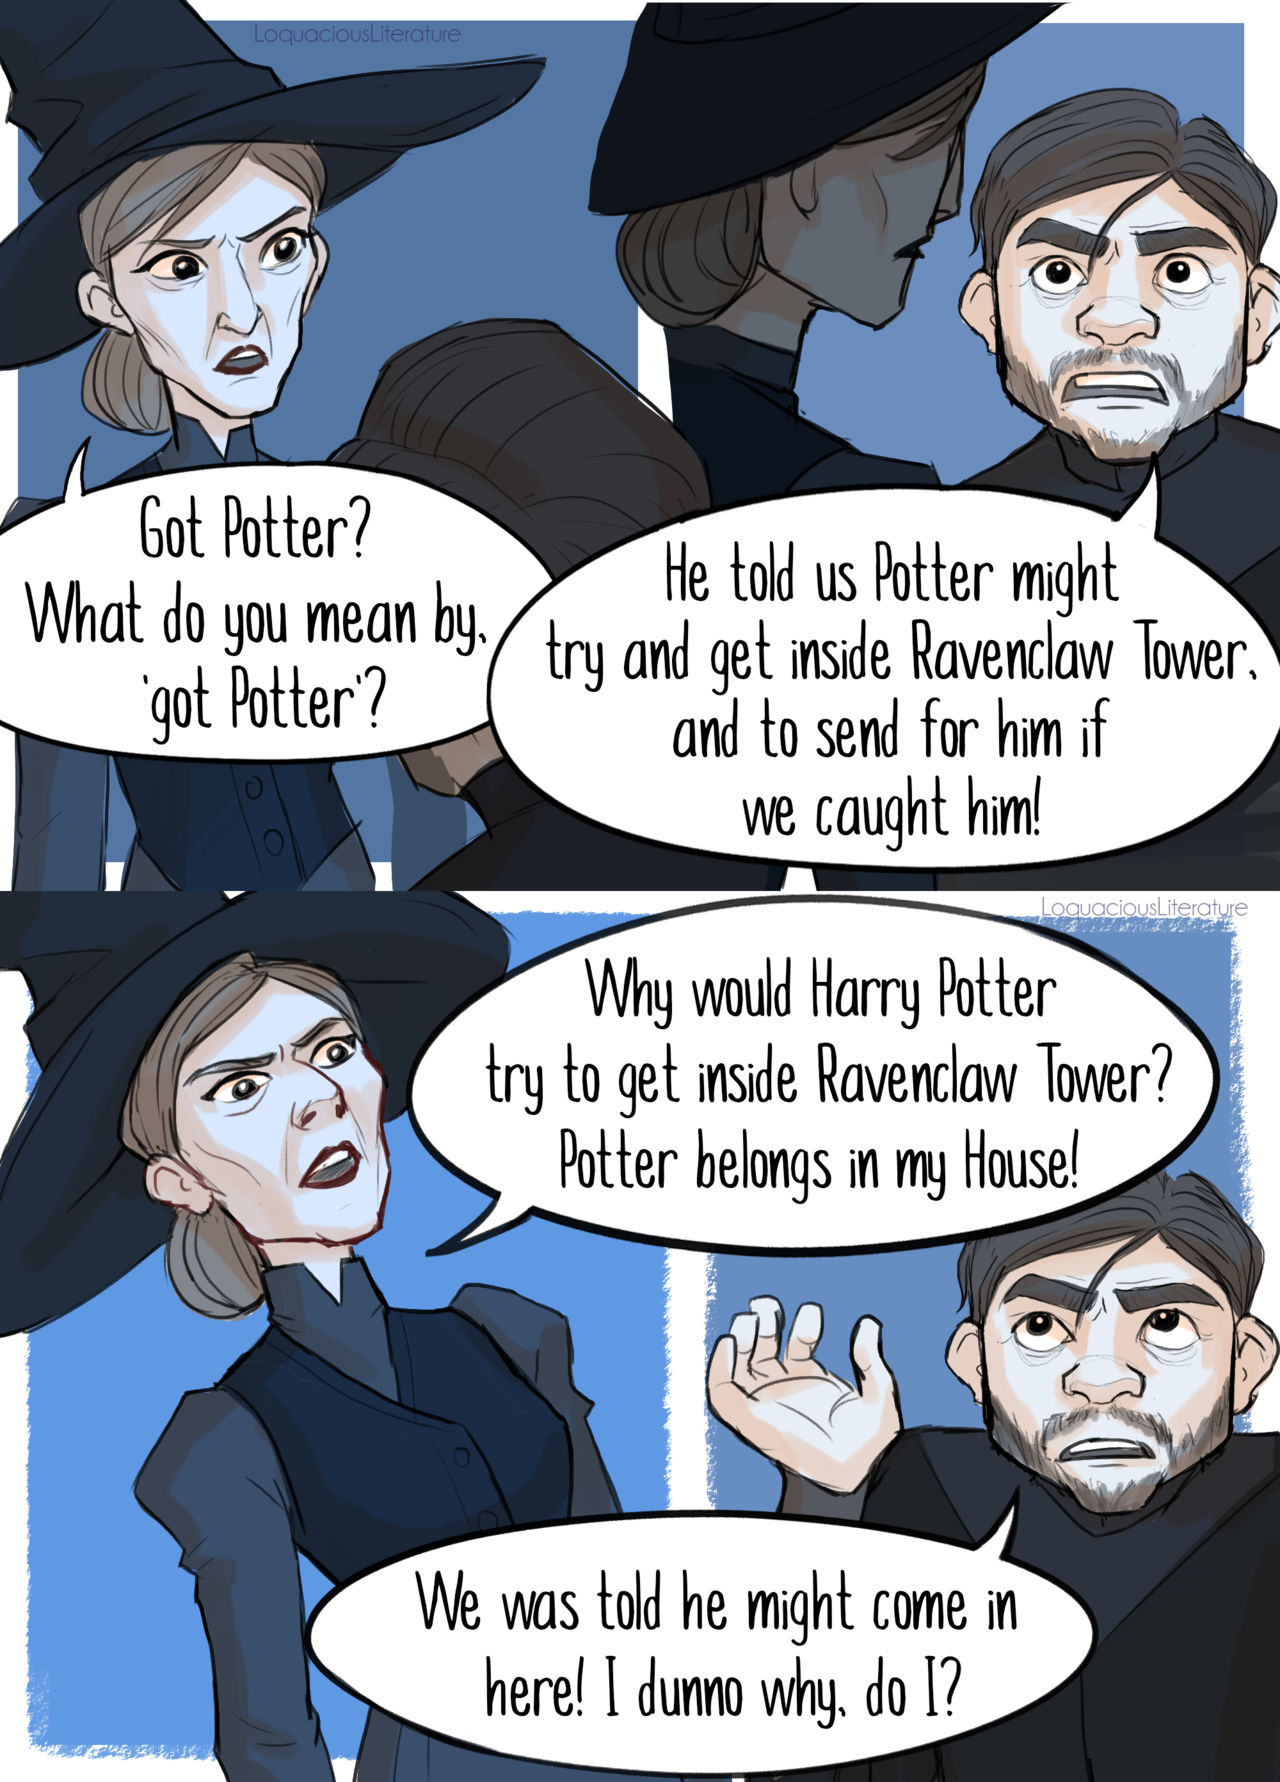 LoquaciousLiterature
Got Potter?
What do you mean by,
'got Potter'?
He told us Potter might
try and get inside Ravenclaw Tower,
and to send for him if
we caught him!
LoquaciousLiterature
Why would Harry Potter
try to get inside Ravenclaw Tower?
Potter belongs in my House!
We was told he might come in
here! I dunno why, do I?